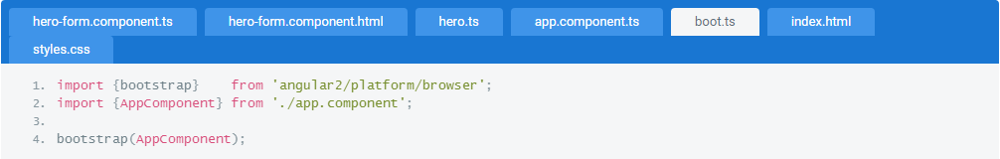 hero-form.component.ts hero-form.component.html hero.ts app.component.ts boot.ts index.html
styles.css
1. import {bootstrap}    from 'angular2/platform/browser';
2. import {AppComponent} from './app.component';
3.
4. bootstrap(AppComponent);